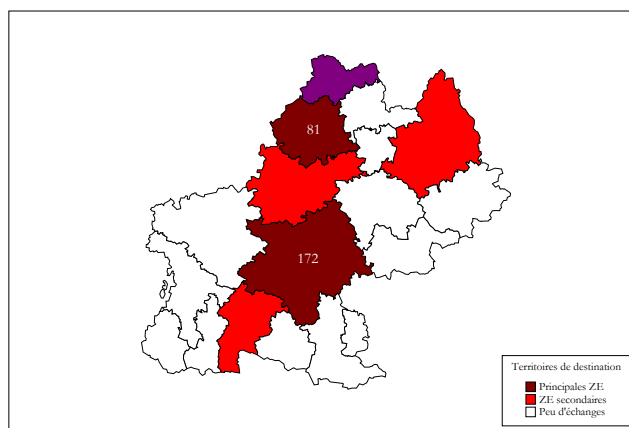 81
172
Territoires de destination
Principales ZE
ZE secondaires
Peu d'échanges